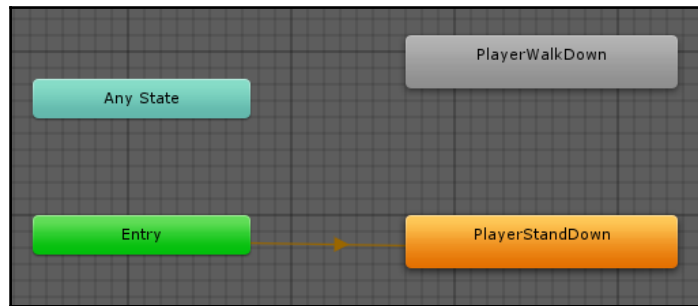 PlayerWalkDown
Any State
Entry
PlayerStandDown